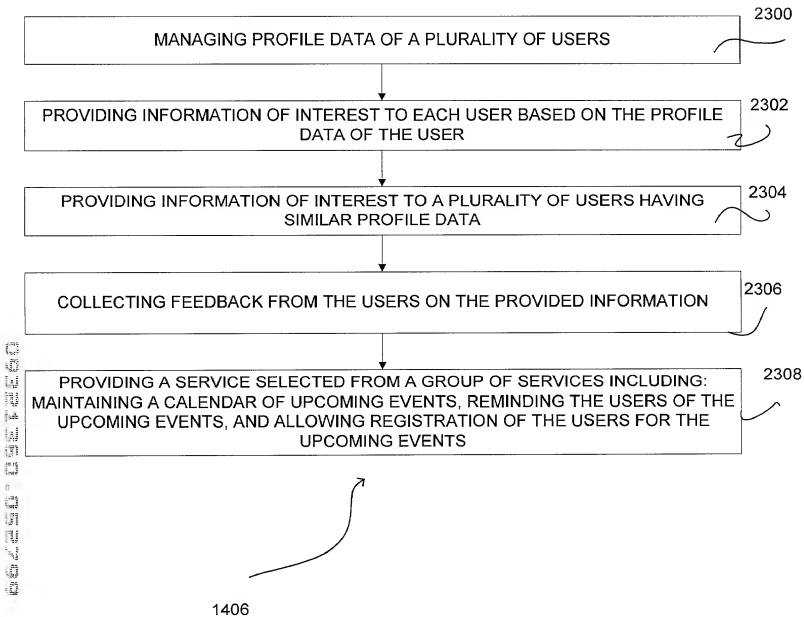 2300
MANAGING PROFILE DATA OF A PLURALITY OF USERS
2302
PROVIDING INFORMATION OF INTEREST TO EACH USER BASED ON THE PROFILE
DATA OF THE USER
2304
PROVIDING INFORMATION OF INTEREST TO A PLURALITY OF USERS HAVING
SIMILAR PROFILE DATA
2306
COLLECTING FEEDBACK FROM THE USERS ON THE PROVIDED INFORMATION
2308
PROVIDING A SERVICE SELECTED FROM A GROUP OF SERVICES INCLUDING:
MAINTAINING A CALENDAR OF UPCOMING EVENTS, REMINDING THE USERS OF THE
UPCOMING EVENTS, AND ALLOWING REGISTRATION OF THE USERS FOR THE
UPCOMING EVENTS
1406